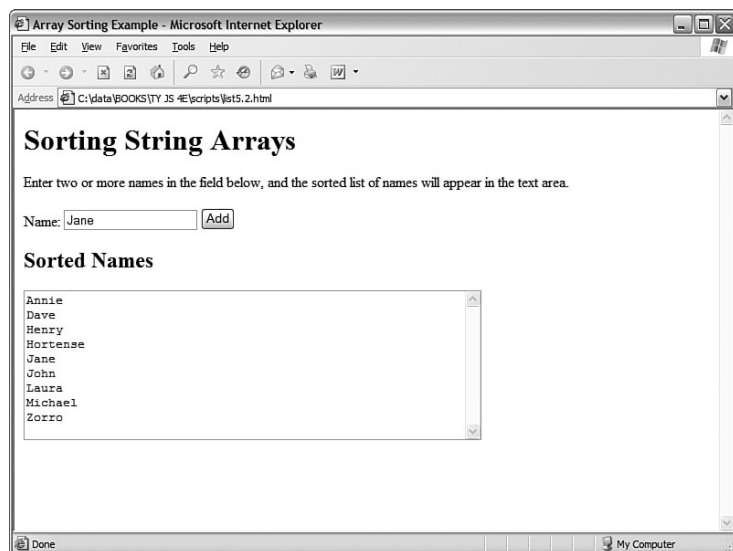 Array Sorting Example - Microsoft Internet Explorer
File Edit View Favorites Tools Help
Address C:\data\BOOKS\TY JS 4E\scripts\list5.2.html
Sorting String Arrays
Enter two or more names in the field below, and the sorted list of names will appear in the text area.
Name: Jane Add
Sorted Names
Annie
Dave
Henry
Hortense
Jane
John
Laura
Michael
Zorro
Done My Computer